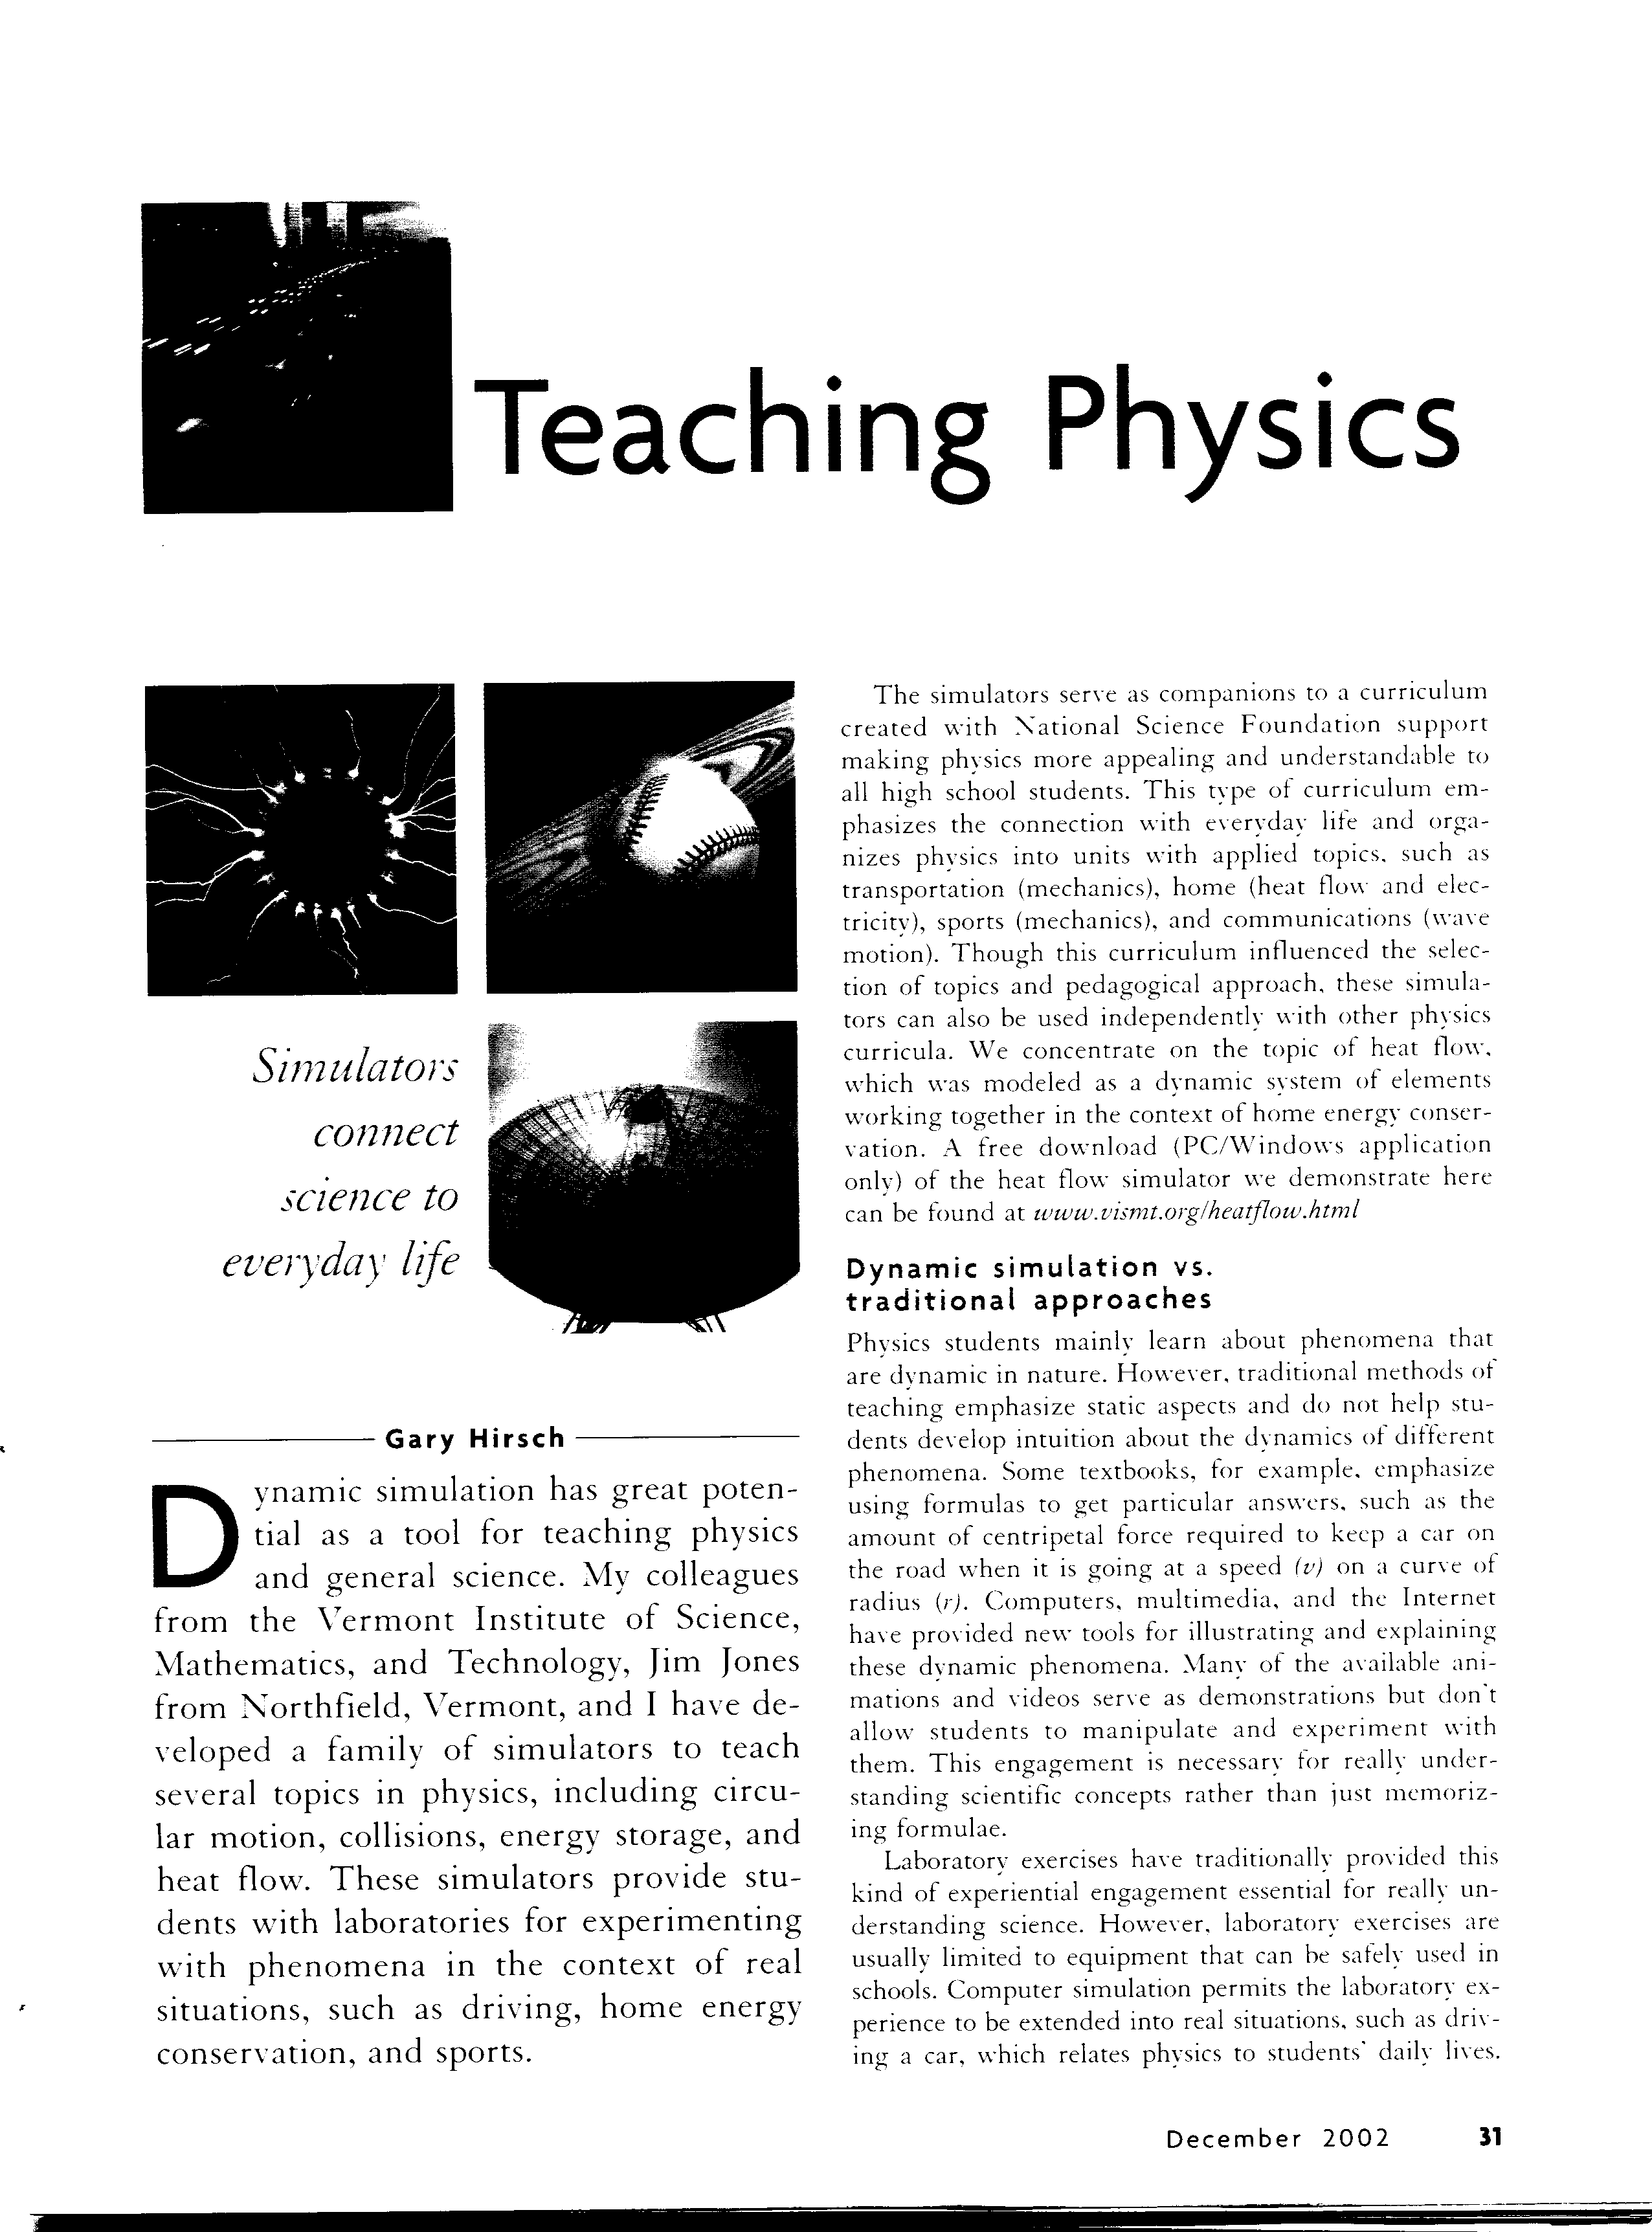 Teaching Physics
Simulators
connect
science to
everyday life
Gary Hirsch
Dynamic simulation has great poten-
tial as a tool for teaching physics
and general science. My colleagues
from the Vermont Institute of Science,
Mathematics, and Technology, Jim Jones
from Northfield, Vermont, and I have de-
veloped a family of simulators to teach
several topics in physics, including circu-
lar motion, collisions, energy storage, and
heat flow. These simulators provide stu-
dents with laboratories for experimenting
with phenomena in the context of real
situations, such as driving, home energy
conservation, and sports.
The simulators serve as companions to a curriculum
created with National Science Foundation support
making physics more appealing and understandable to
all high school students. This type of curriculum em-
phasizes the connection with everyday life and orga-
nizes physics into units with applied topics, such as
transportation (mechanics), home (heat flow and elec-
tricity), sports (mechanics), and communications (wave
motion). Though this curriculum influenced the selec-
tion of topics and pedagogical approach, these simula-
tors can also be used independently with other physics
curricula. We concentrate on the topic of heat flow,
which was modeled as a dynamic system of elements
working together in the context of home energy conser-
vation. A free download (PC/Windows application
only) of the heat flow simulator we demonstrate here
can be found at www.vismt.org/heatflow.html
Dynamic simulation vs.
traditional approaches
Physics students mainly learn about phenomena that
are dynamic in nature. However, traditional methods of
teaching emphasize static aspects and do not help stu-
dents develop intuition about the dynamics of different
phenomena. Some textbooks, for example, emphasize
using formulas to get particular answers, such as the
amount of centripetal force required to keep a car on
the road when it is going at a speed (v) on a curve of
radius (r). Computers, multimedia, and the Internet
have provided new tools for illustrating and explaining
these dynamic phenomena. Many of the available ani-
mations and videos serve as demonstrations but don't
allow students to manipulate and experiment with
them. This engagement is necessary for really under-
standing scientific concepts rather than just memoriz-
ing formulae.
Laboratory exercises have traditionally provided this
kind of experiential engagement essential for really un-
derstanding science. However, laboratory exercises are
usually limited to equipment that can be safely used in
schools. Computer simulation permits the laboratory ex-
perience to be extended into real situations, such as driv-
ing a car, which relates physics to students' daily lives.
December 2002 31